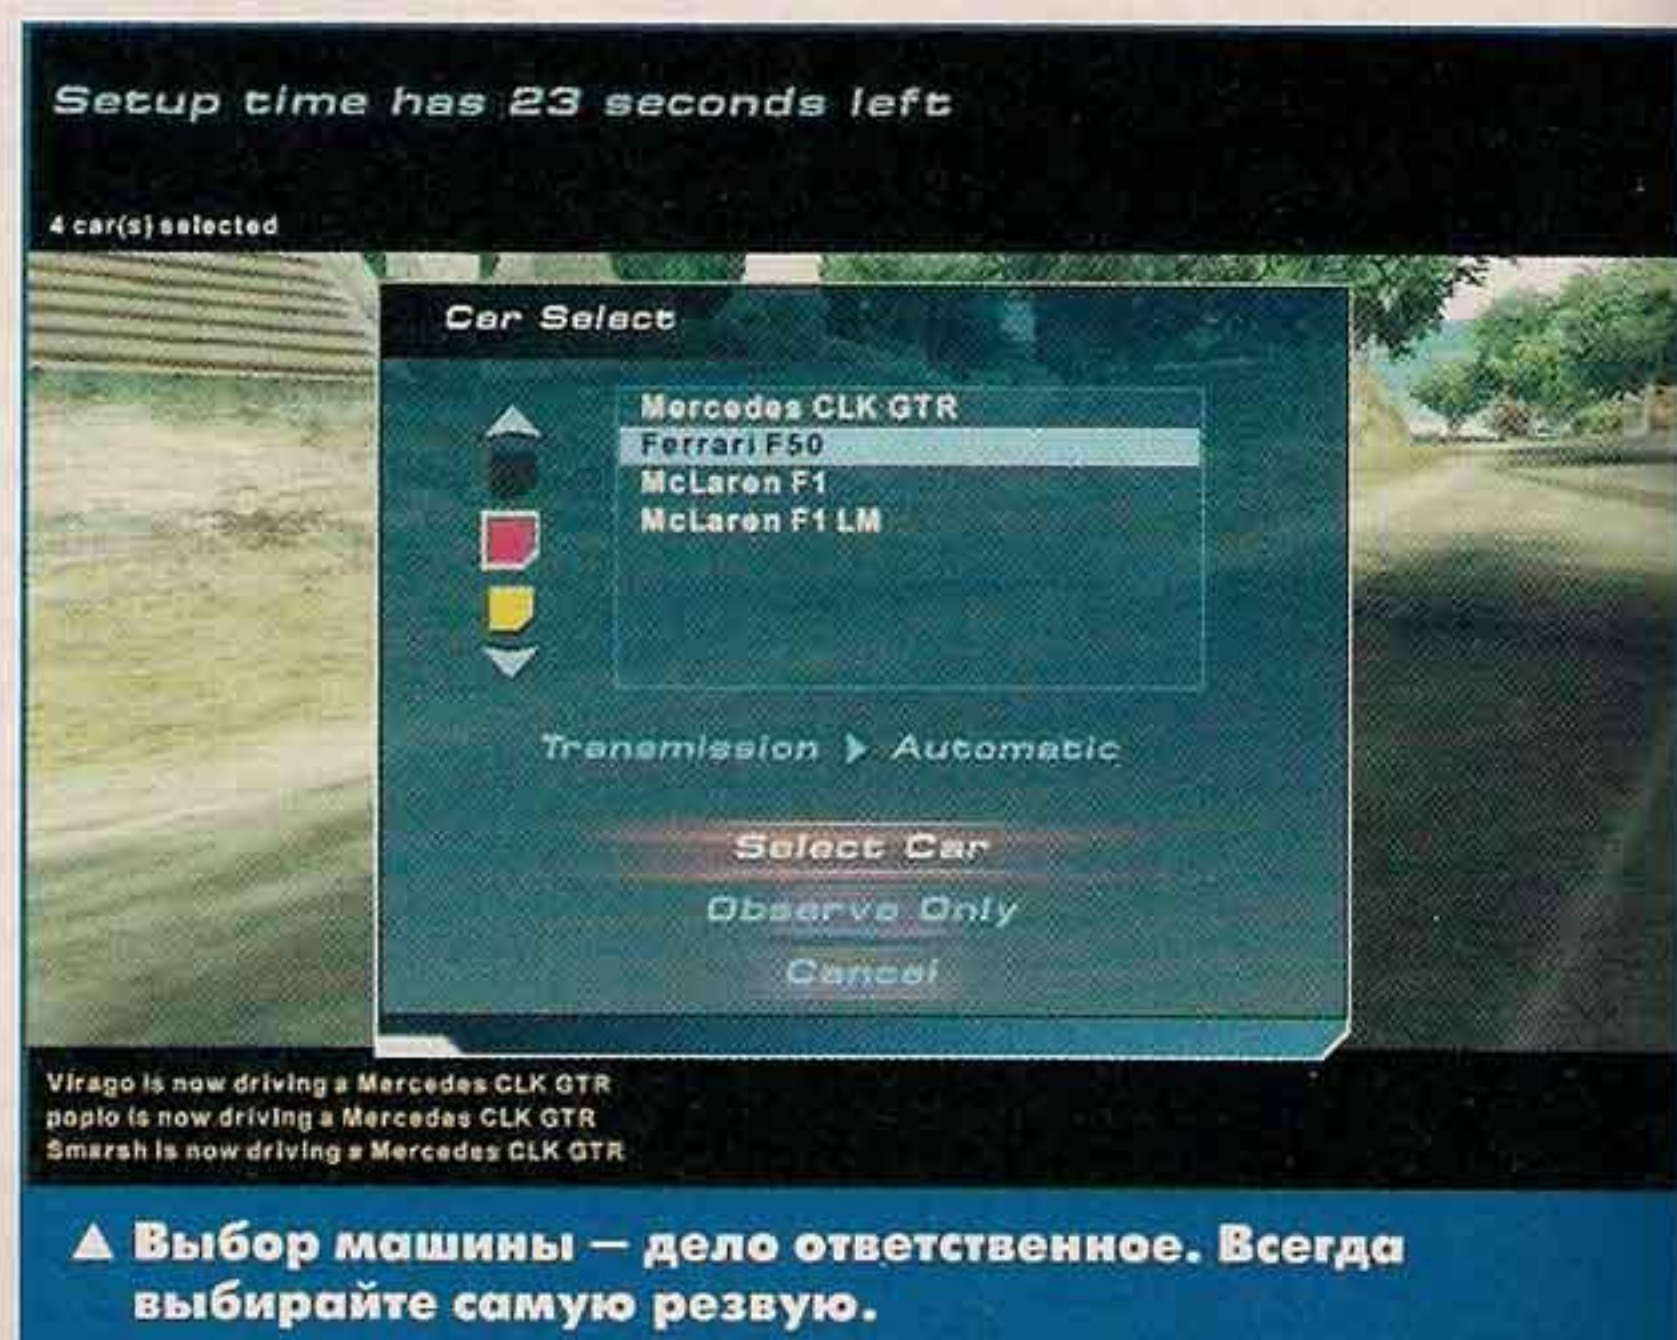 Setup time has 23 seconds left
4 car(s) selected
Car Select
Mercedes CLK GTR
Ferrari F50
McLaren F1
McLaren F1 LM
Transmission Automatic
Select Car
Observe Only
Cancel
Virago is now driving a Mercedes CLK GTR
poplo is now driving a Mercedes CLK GTR
Smarsh is now driving a Mercedes CLK GTR
Выбор машины — дело ответственное. Всегда
выбирайте самую резвую.